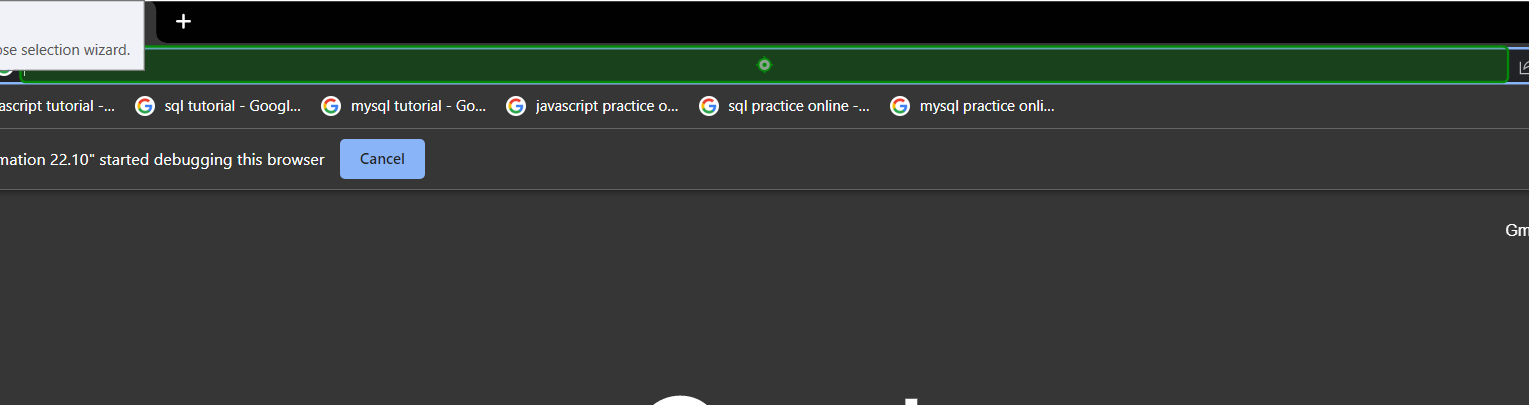 ose selection wizard.
ascript tutorial -... sql tutorial - Googl... mysql tutorial - Go... javascript practice o... sql practice online -... mysql practice onli...
mation 22.10" started debugging this browser Cancel
Gm